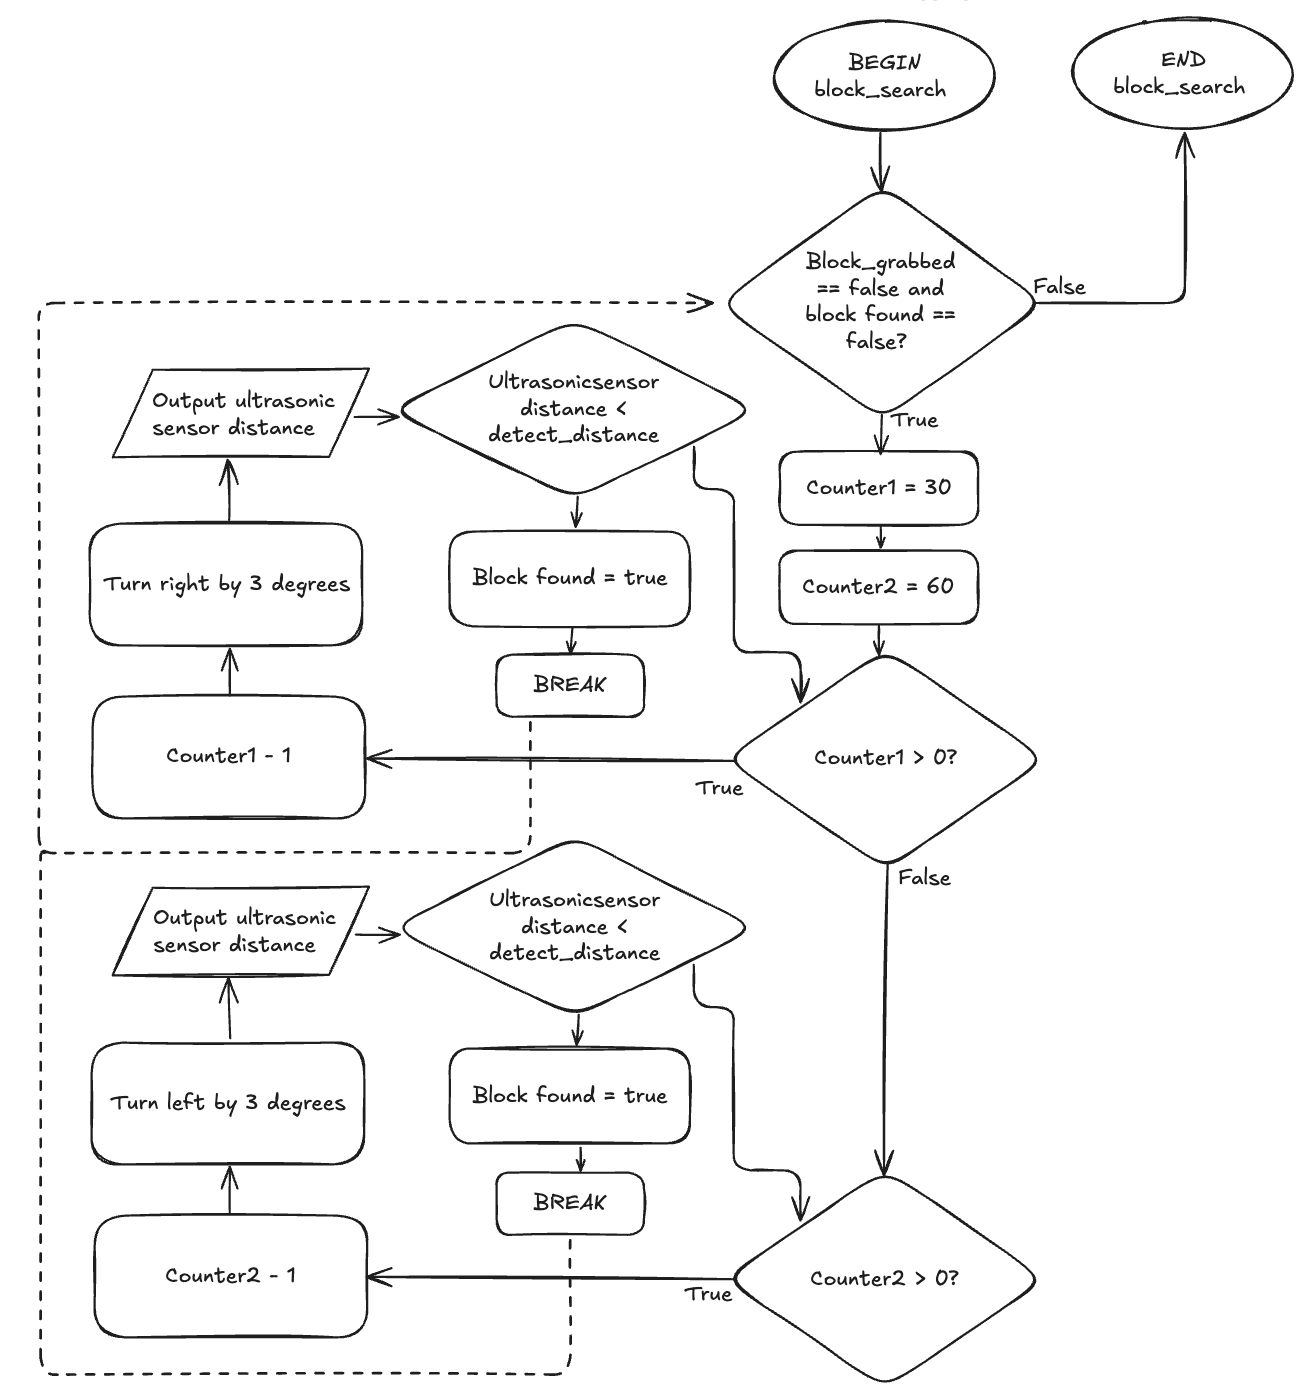 BEGIN
block_search
END
block_search
Block_grabbed
== false and
block found ==
false?
False
True
Counter1 = 30
Counter2 = 60
Counter1 > 0?
True
False
Counter1 - 1
Turn right by 3 degrees
Output ultrasonic
sensor distance
Ultrasonicsensor
distance <
detect_distance
Block found = true
BREAK
Counter2 > 0?
True
Counter2 - 1
Turn left by 3 degrees
Output ultrasonic
sensor distance
Ultrasonicsensor
distance <
detect_distance
Block found = true
BREAK